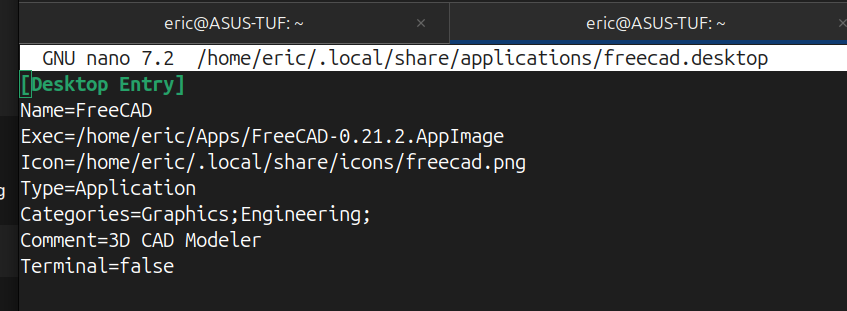 eric@ASUS-TUF: ~ × eric@ASUS-TUF: ~ ×
GNU nano 7.2 /home/eric/.local/share/applications/freecad.desktop
[Desktop Entry]
Name=FreeCAD
Exec=/home/eric/Apps/FreeCAD-0.21.2.AppImage
Icon=/home/eric/.local/share/icons/freecad.png
g
Type=Application
Categories=Graphics;Engineering;
Comment=3D CAD Modeler
Terminal=false